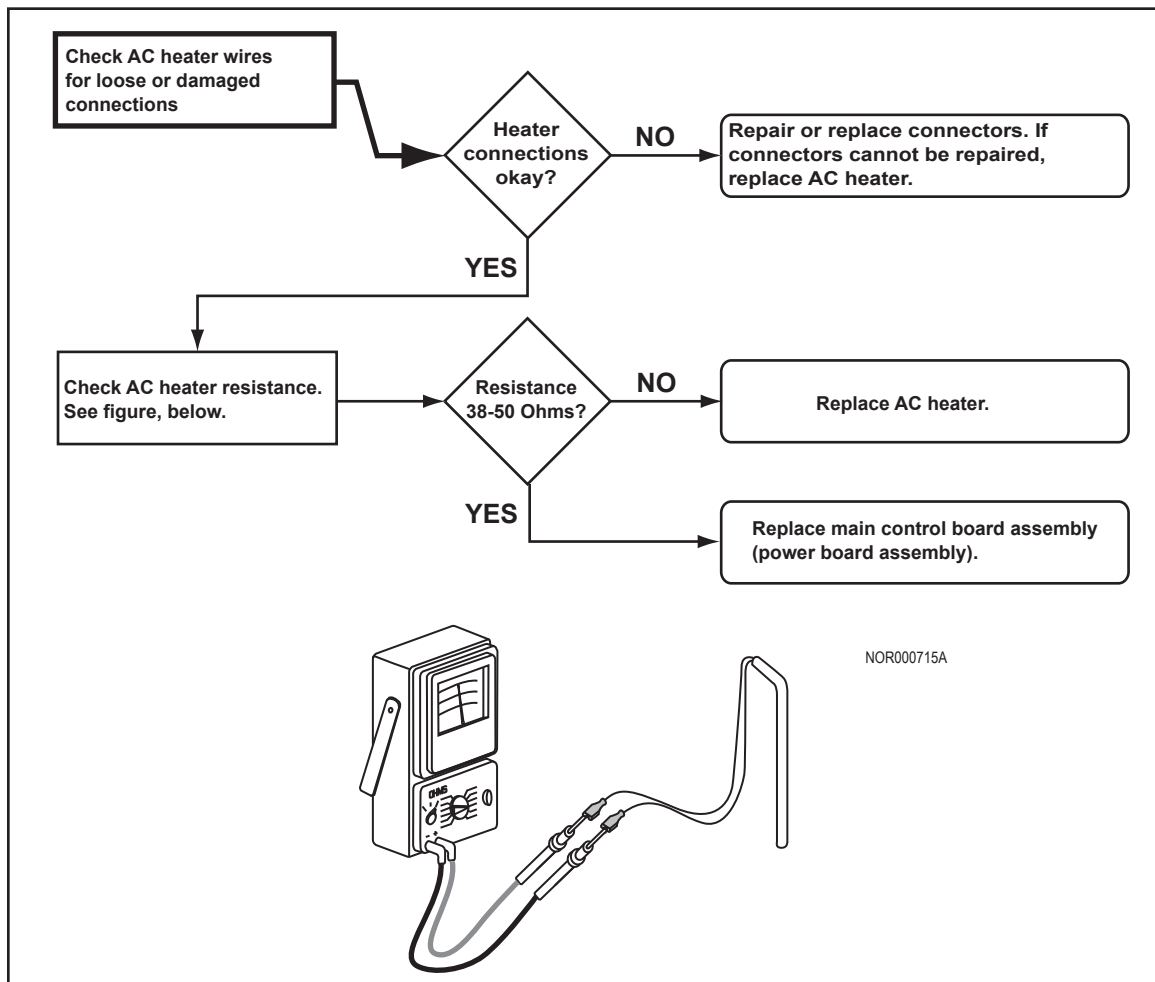 Check AC heater wires
for loose or damaged
connections
Heater
connections
okay?
NO
Repair or replace connectors. If
connectors cannot be repaired,
replace AC heater.
YES
Check AC heater resistance.
See figure, below.
Resistance
38-50 Ohms?
NO
Replace AC heater.
YES
Replace main control board assembly
(power board assembly).
NOR000715A
OHMS
- +